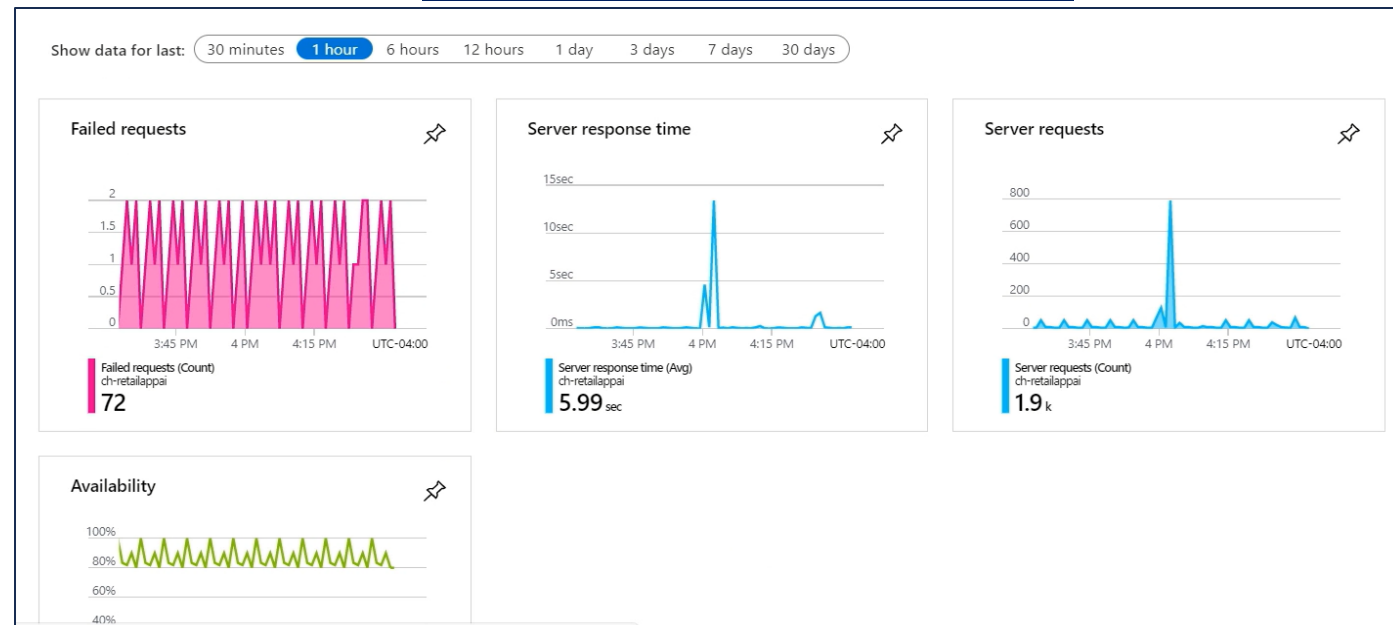 Show data for last: 30 minutes 1 hour 6 hours 12 hours 1 day 3 days 7 days 30 days
Failed requests
2
1.5
1
0.5
0
3:45 PM 4 PM 4:15 PM UTC-04:00
Failed requests (Count)
ch-retailappai
72
Server response time
15sec
10sec
5sec
0ms
3:45 PM 4 PM 4:15 PM UTC-04:00
Server response time (Avg)
ch-retailappai
5.99 sec
Server requests
800
600
400
200
0
3:45 PM 4 PM 4:15 PM UTC-04:00
Server requests (Count)
ch-retailappai
1.9 k
Availability
100%
80%
60%
40%